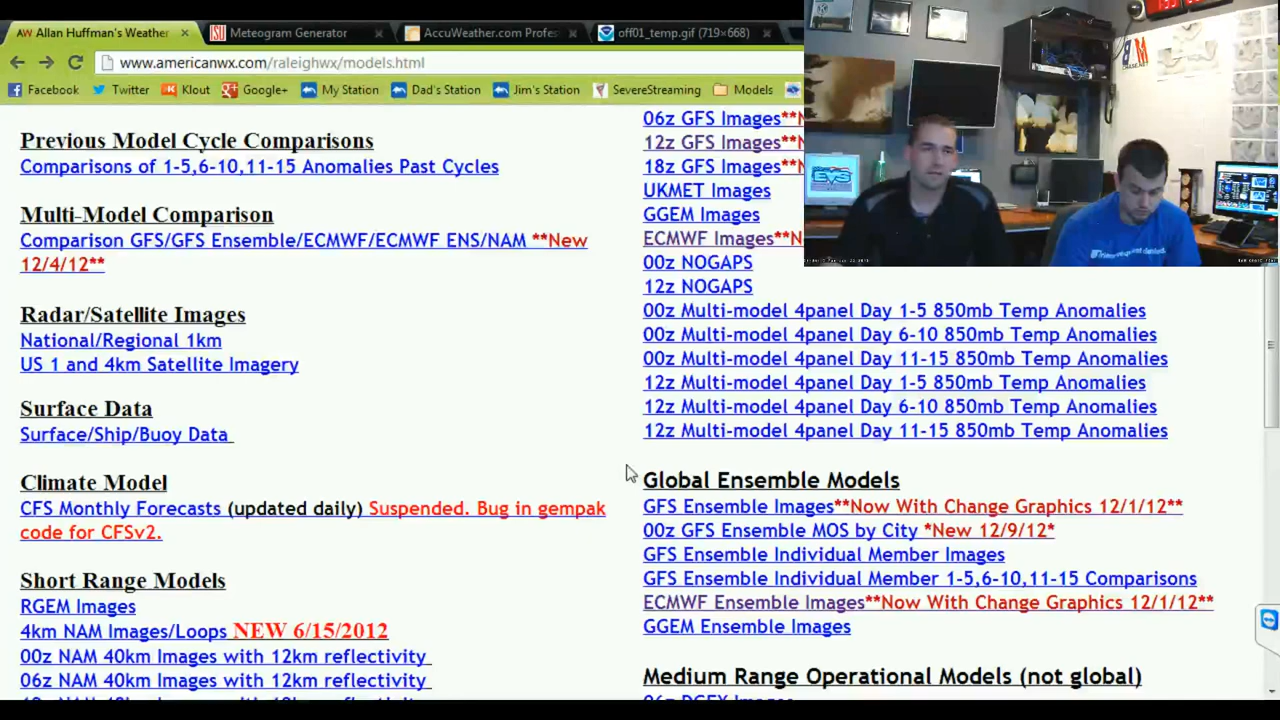 AW Allan Huffman's Weather
ISU Meteogram Generator
AccuWeather.com Profes
off01_temp.gif (719×668)
www.americanwx.com/raleighwx/models.html
Facebook
Twitter
Klout
Google+
My Station
Dad's Station
Jim's Station
SevereStreaming
Models
Previous Model Cycle Comparisons
Comparisons of 1-5,6-10,11-15 Anomalies Past Cycles
Multi-Model Comparison
Comparison GFS/GFS Ensemble/ECMWF/ECMWF ENS/NAM **New
12/4/12**
Radar/Satellite Images
National/Regional 1km
US 1 and 4km Satellite Imagery
Surface Data
Surface/Ship/Buoy Data
Climate Model
CFS Monthly Forecasts (updated daily) Suspended. Bug in gempak
code for CFSv2.
Short Range Models
RGEM Images
4km NAM Images/Loops NEW 6/15/2012
00z NAM 40km Images with 12km reflectivity
06z NAM 40km Images with 12km reflectivity
06z GFS Images**N
12z GFS Images**N
18z GFS Images**N
UKMET Images
GGEM Images
ECMWF Images**N
00z NOGAPS
12z NOGAPS
00z Multi-model 4panel Day 1-5 850mb Temp Anomalies
00z Multi-model 4panel Day 6-10 850mb Temp Anomalies
00z Multi-model 4panel Day 11-15 850mb Temp Anomalies
12z Multi-model 4panel Day 1-5 850mb Temp Anomalies
12z Multi-model 4panel Day 6-10 850mb Temp Anomalies
12z Multi-model 4panel Day 11-15 850mb Temp Anomalies
Global Ensemble Models
GFS Ensemble Images**Now With Change Graphics 12/1/12**
00z GFS Ensemble MOS by City *New 12/9/12*
GFS Ensemble Individual Member Images
GFS Ensemble Individual Member 1-5,6-10,11-15 Comparisons
ECMWF Ensemble Images**Now With Change Graphics 12/1/12**
GGEM Ensemble Images
Medium Range Operational Models (not global)
EVS